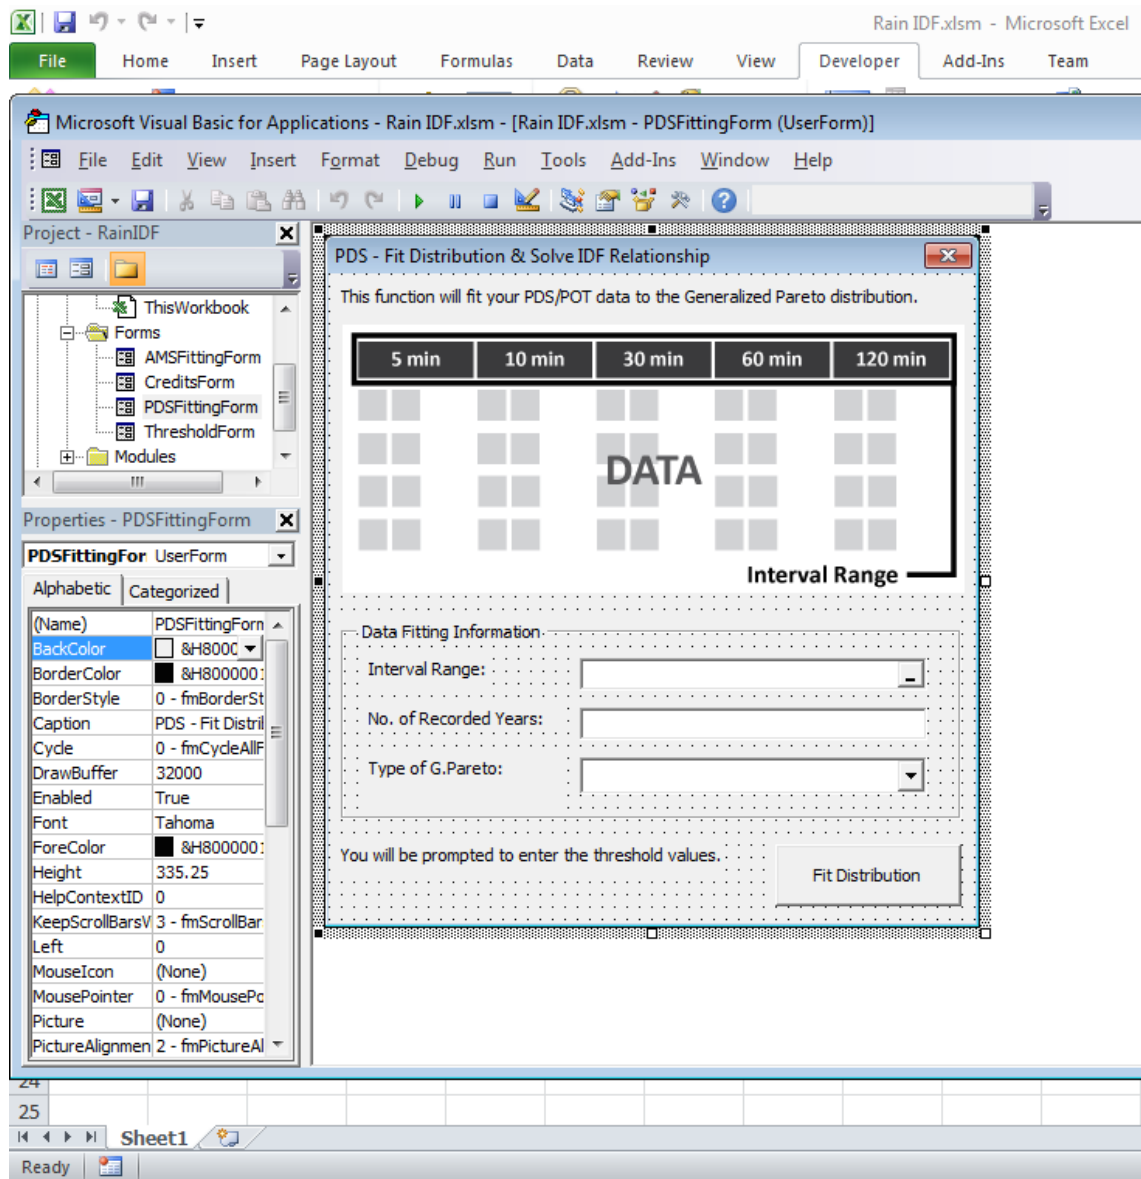 Rain IDF.xlsm - Microsoft Excel
File Home Insert Page Layout Formulas Data Review View Developer Add-Ins Team
Microsoft Visual Basic for Applications - Rain IDF.xlsm - [Rain IDF.xlsm - PDSFittingForm (UserForm)]
File Edit View Insert Format Debug Run Tools Add-Ins Window Help
Project - RainIDF
ThisWorkbook
Forms
AMSFittingForm
CreditsForm
PDSFittingForm
ThresholdForm
Modules
Properties - PDSFittingForm
PDSFittingFor UserForm
Alphabetic Categorized
(Name) PDSFittingForm
BackColor &H800C
BorderColor &H8000001
BorderStyle 0 - fmBorderSt
Caption PDS - Fit Distril
Cycle 0 - fmCycleAllF
DrawBuffer 32000
Enabled True
Font Tahoma
ForeColor &H8000001
Height 335.25
HelpContextID 0
KeepScrollBarsV 3 - fmScrollBar
Left 0
MouseIcon (None)
MousePointer 0 - fmMousePo
Picture (None)
PictureAlignmen 2 - fmPictureAl
PDS - Fit Distribution & Solve IDF Relationship
This function will fit your PDS/POT data to the Generalized Pareto distribution.
5 min 10 min 30 min 60 min 120 min
DATA
Interval Range
Data Fitting Information
Interval Range:
No. of Recorded Years:
Type of G.Pareto:
You will be prompted to enter the threshold values.
Fit Distribution
24
25
Sheet1
Ready